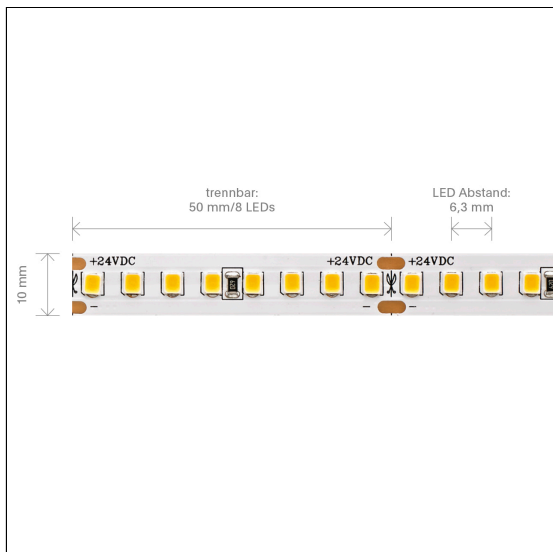 trennbar:
50 mm/8 LEDs
LED Abstand:
6,3 mm
10 mm
+24VDC
+24VDC
+24VDC
−
−
−